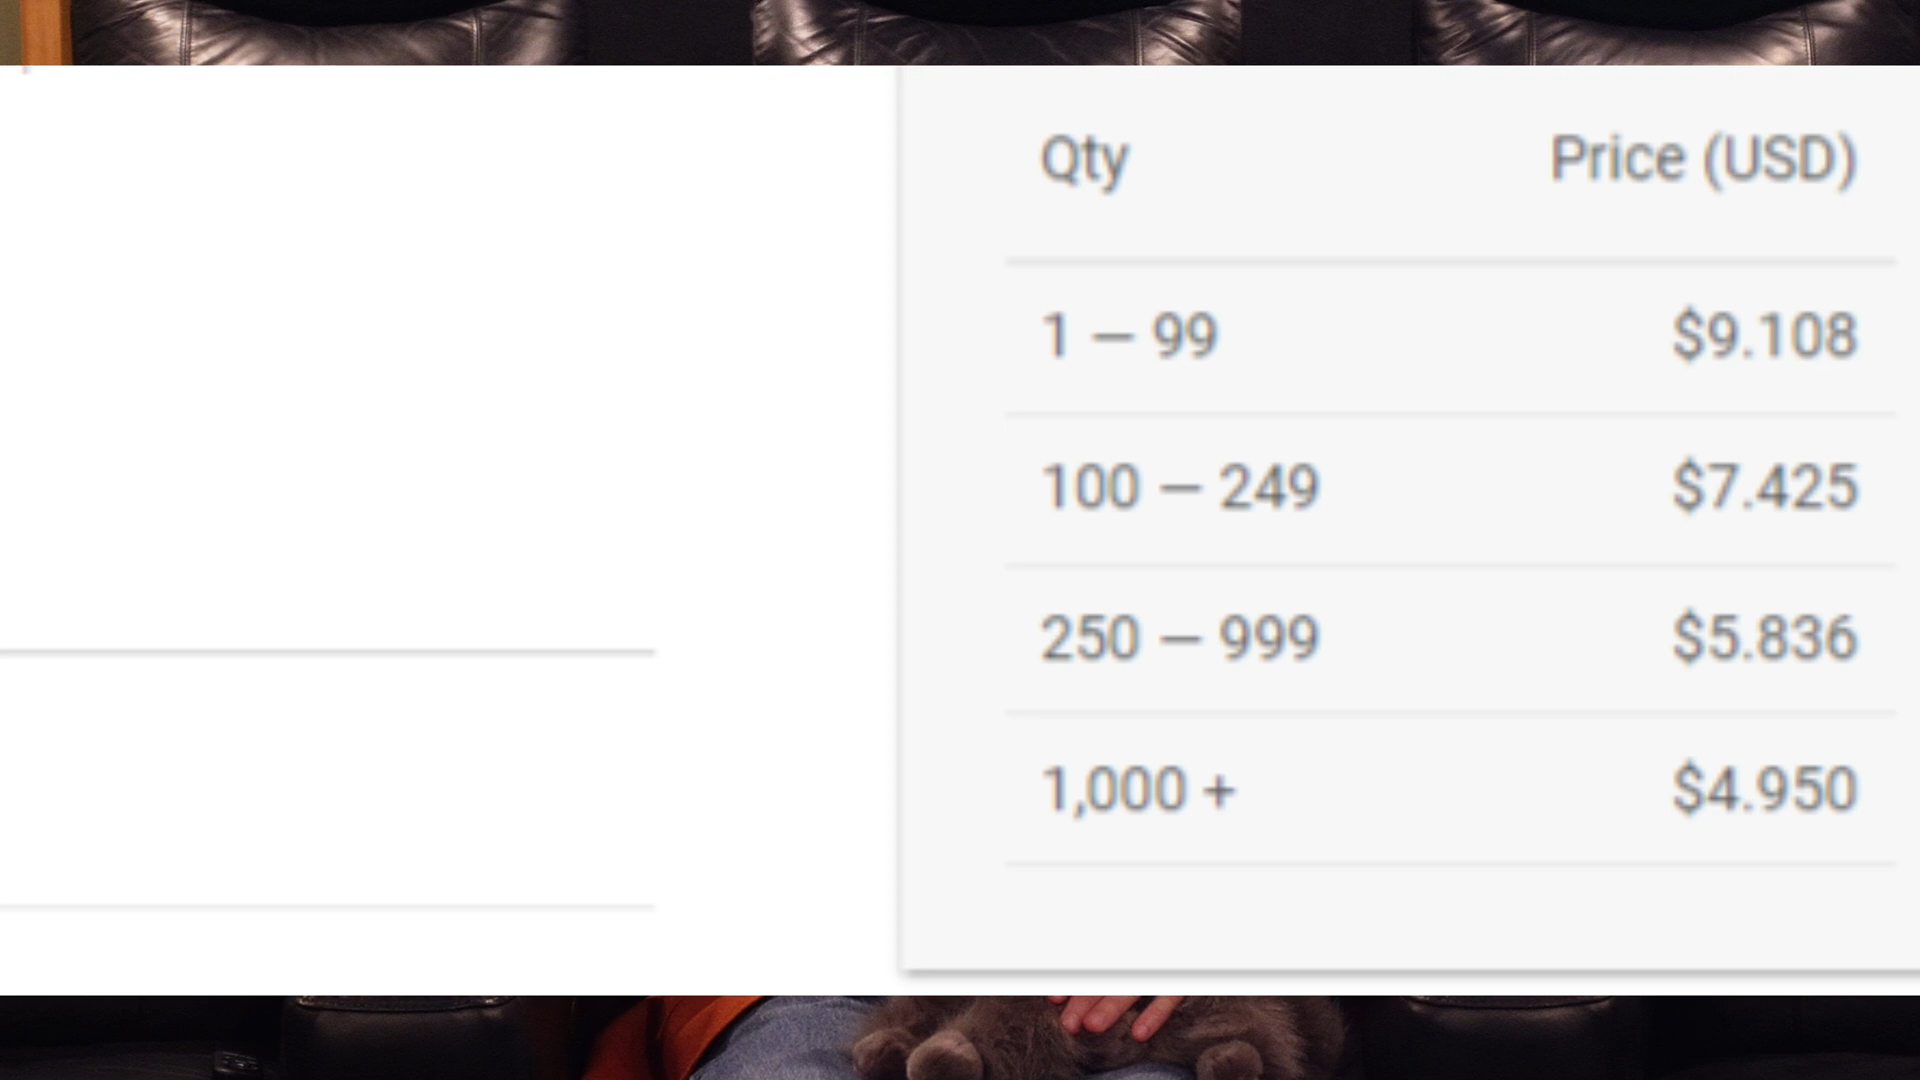 Qty Price (USD)
1 — 99 $9.108
100 — 249 $7.425
250 — 999 $5.836
1,000 + $4.950